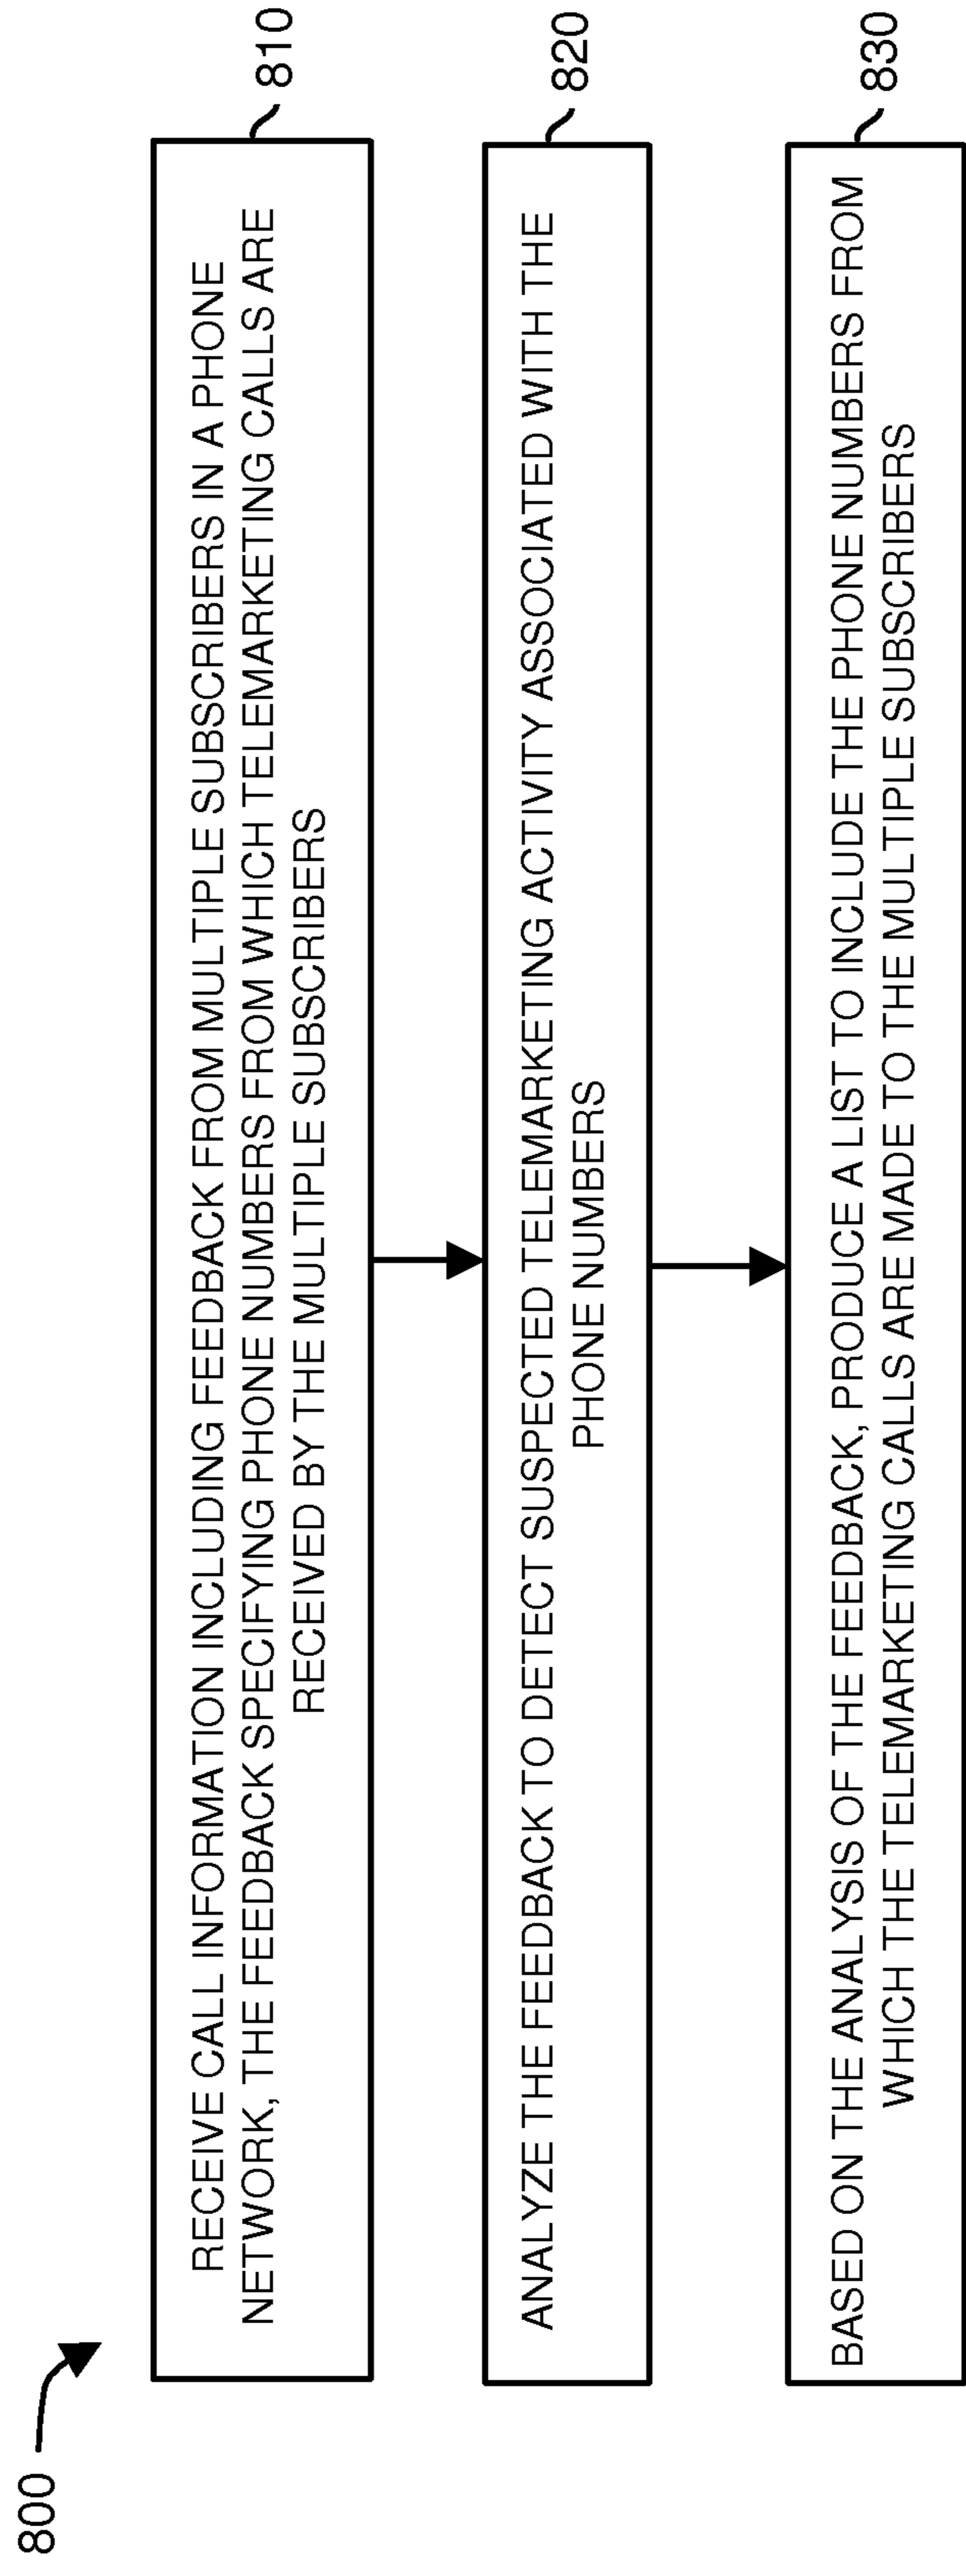 800
RECEIVE CALL INFORMATION INCLUDING FEEDBACK FROM MULTIPLE SUBSCRIBERS IN A PHONE
NETWORK, THE FEEDBACK SPECIFYING PHONE NUMBERS FROM WHICH TELEMARKETING CALLS ARE
RECEIVED BY THE MULTIPLE SUBSCRIBERS
810
ANALYZE THE FEEDBACK TO DETECT SUSPECTED TELEMARKETING ACTIVITY ASSOCIATED WITH THE
PHONE NUMBERS
820
BASED ON THE ANALYSIS OF THE FEEDBACK, PRODUCE A LIST TO INCLUDE THE PHONE NUMBERS FROM
WHICH THE TELEMARKETING CALLS ARE MADE TO THE MULTIPLE SUBSCRIBERS
830